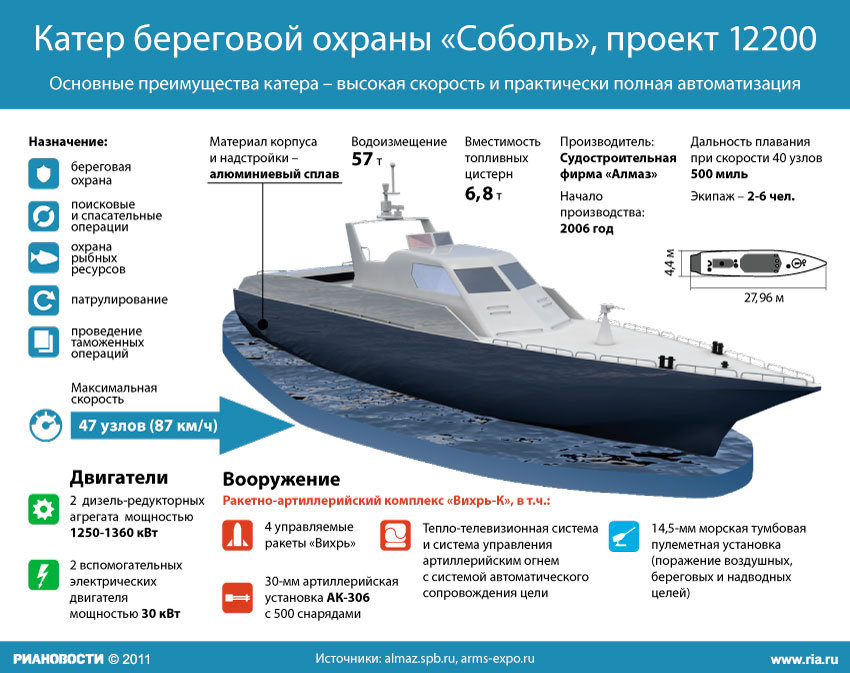 Катер береговой охраны «Соболь», проект 12200
Основные преимущества катера – высокая скорость и практически полная автоматизация
Назначение:
береговая
охрана
поисковые
и спасательные
операции
охрана
рыбных
ресурсов
патрулирование
проведение
таможенных
операций
Материал корпуса
и надстройки –
алюминиевый сплав
Водоизмещение
57 т
Вместимость
топливных
цистерн
6,8 т
Производитель:
Судостроительная
фирма «Алмаз»
Начало
производства:
2006 год
Дальность плавания
при скорости 40 узлов
500 миль
Экипаж – 2-6 чел.
4,4 м
27,96 м
Максимальная
скорость
47 узлов (87 км/ч)
Двигатели
2 дизель-редукторных
агрегата мощностью
1250-1360 кВт
2 вспомогательных
электрических
двигателя
мощностью 30 кВт
Вооружение
Ракетно-артиллерийский комплекс «Вихрь-К», в т.ч.:
4 управляемые
ракеты «Вихрь»
30-мм артиллерийская
установка АК-306
с 500 снарядами
Тепло-телевизионная система
и система управления
артиллерийским огнем
с системой автоматического
сопровождения цели
14,5-мм морская тумбовая
пулеметная установка
(поражение воздушных,
береговых и надводных
целей)
РИАНОВОСТИ © 2011
Источники: almaz.spb.ru, arms-expo.ru
www.ria.ru